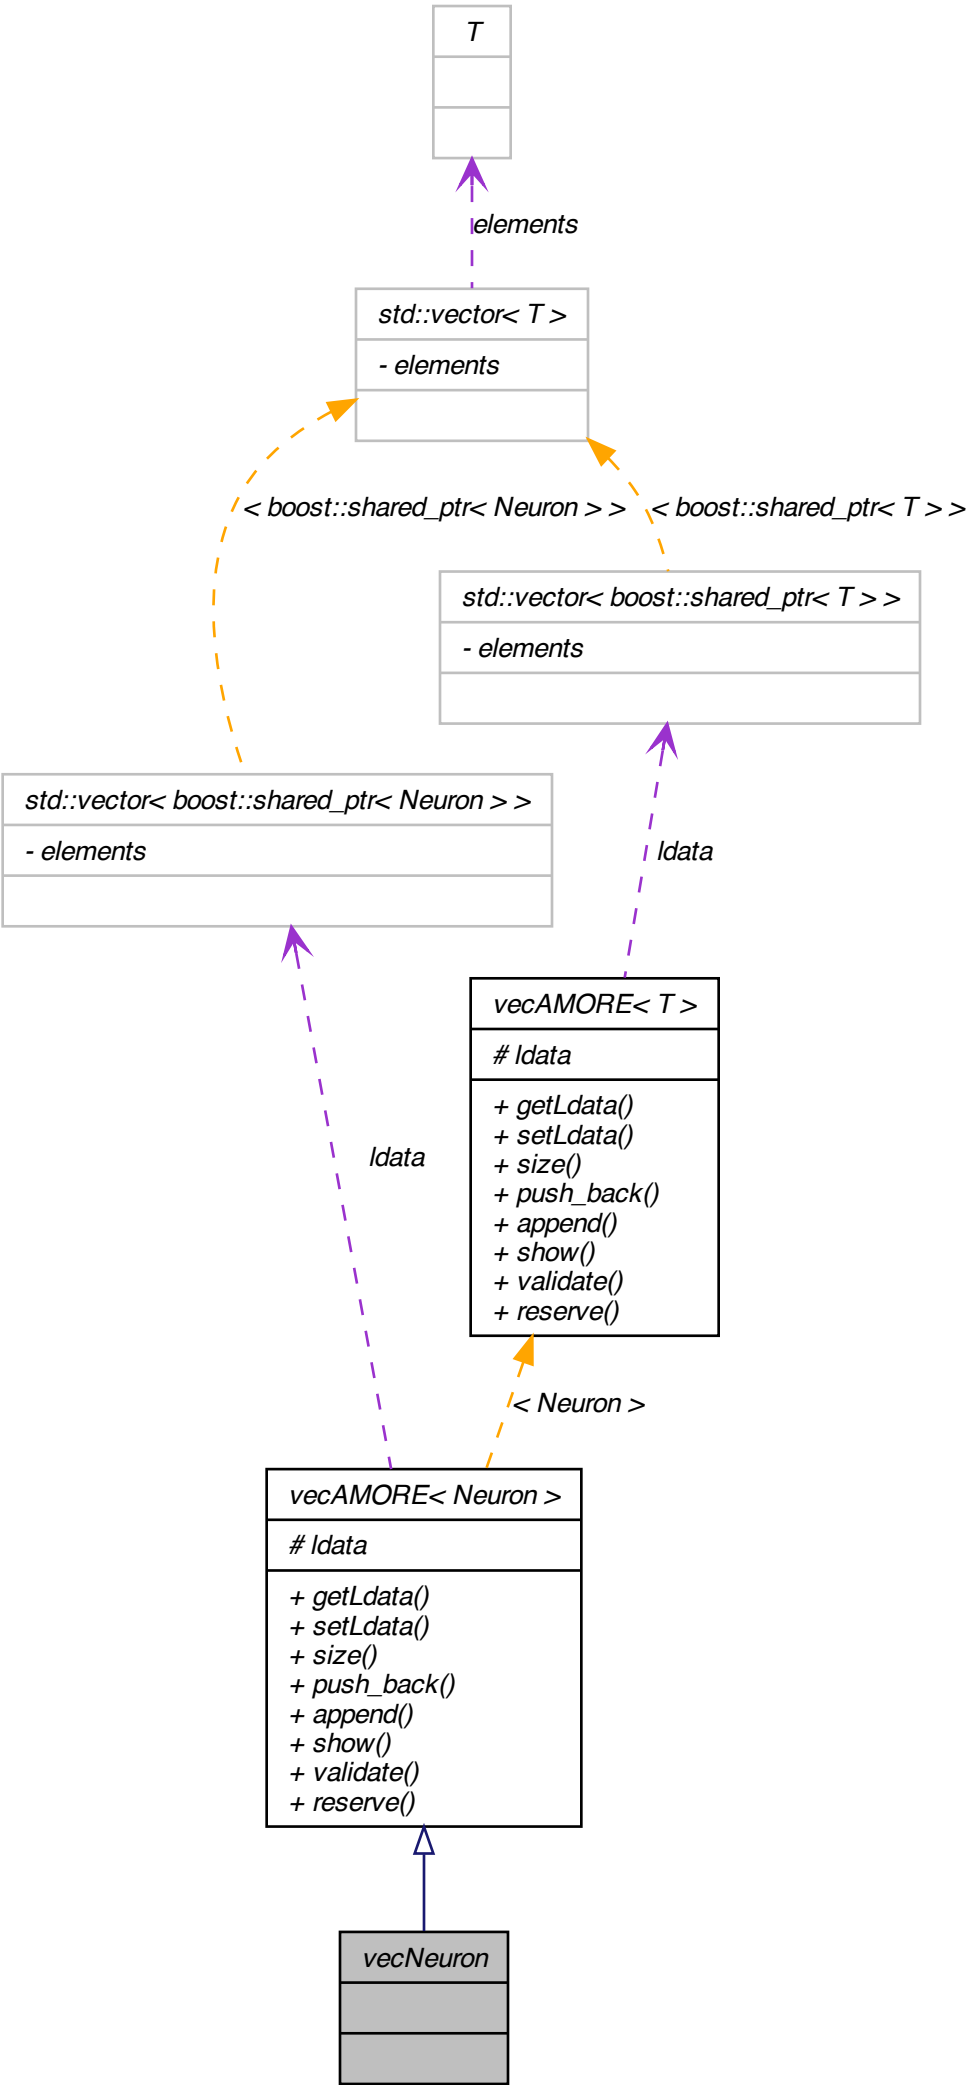 T
elements
std::vector< T >
- elements
< boost::shared_ptr< Neuron > >
< boost::shared_ptr< T > >
std::vector< boost::shared_ptr< T > >
- elements
std::vector< boost::shared_ptr< Neuron > >
- elements
ldata
vecAMORE< T >
# ldata
+ getLdata()
+ setLdata()
+ size()
+ push_back()
+ append()
+ show()
+ validate()
+ reserve()
ldata
< Neuron >
vecAMORE< Neuron >
# ldata
+ getLdata()
+ setLdata()
+ size()
+ push_back()
+ append()
+ show()
+ validate()
+ reserve()
vecNeuron